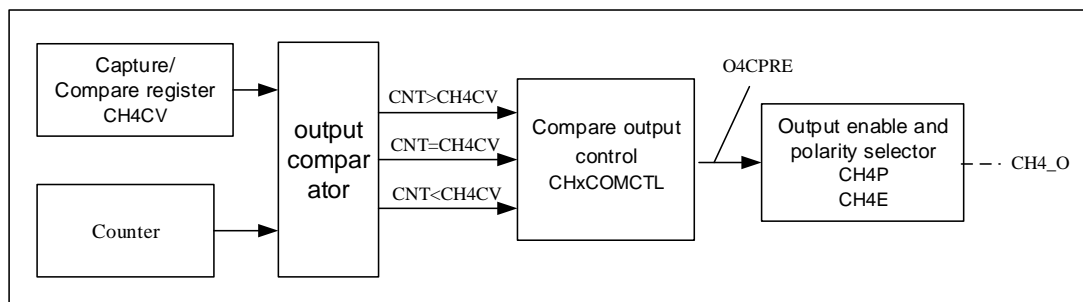 Capture/
Compare register
CH4CV
Counter
output
compar
ator
CNT>CH4CV
CNT=CH4CV
CNT<CH4CV
Compare output
control
CHxCOMCTL
O4CPRE
Output enable and
polarity selector
CH4P
CH4E
CH4_O